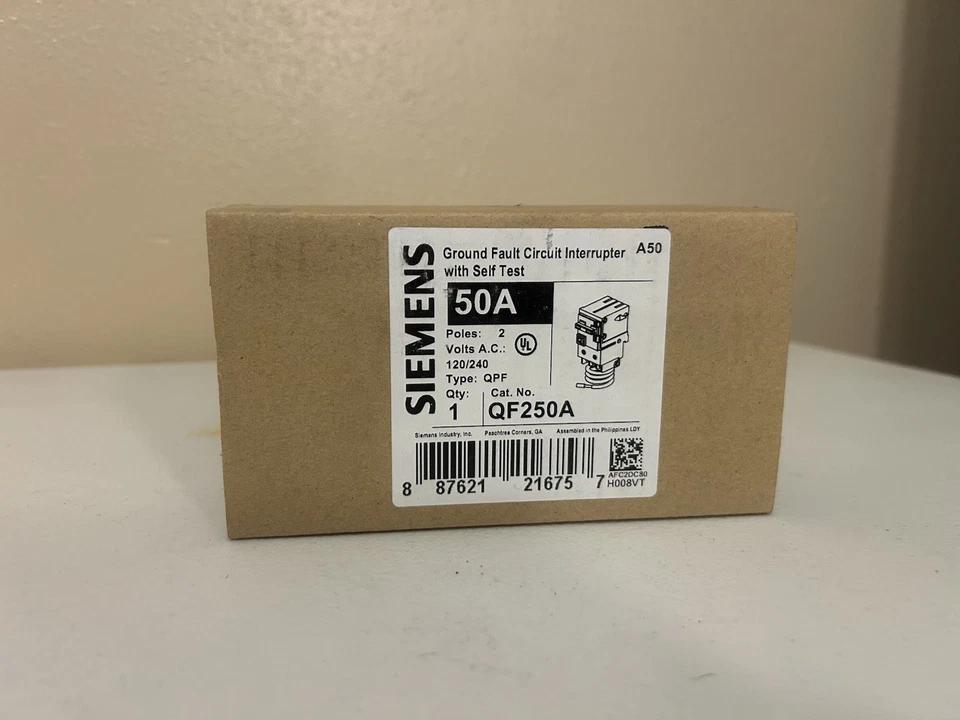 SIEMENS
Ground Fault Circuit Interrupter A50
with Self Test
50A
Poles: 2
Volts A.C.:
120/240
UL
Type: QPF
Qty: Cat. No.
1 QF250A
Siemens Industry, Inc. Peachtree Corners, GA Assembled in the Philippines LDY
8 87621 21675 7
AFC2DC80
H008VT